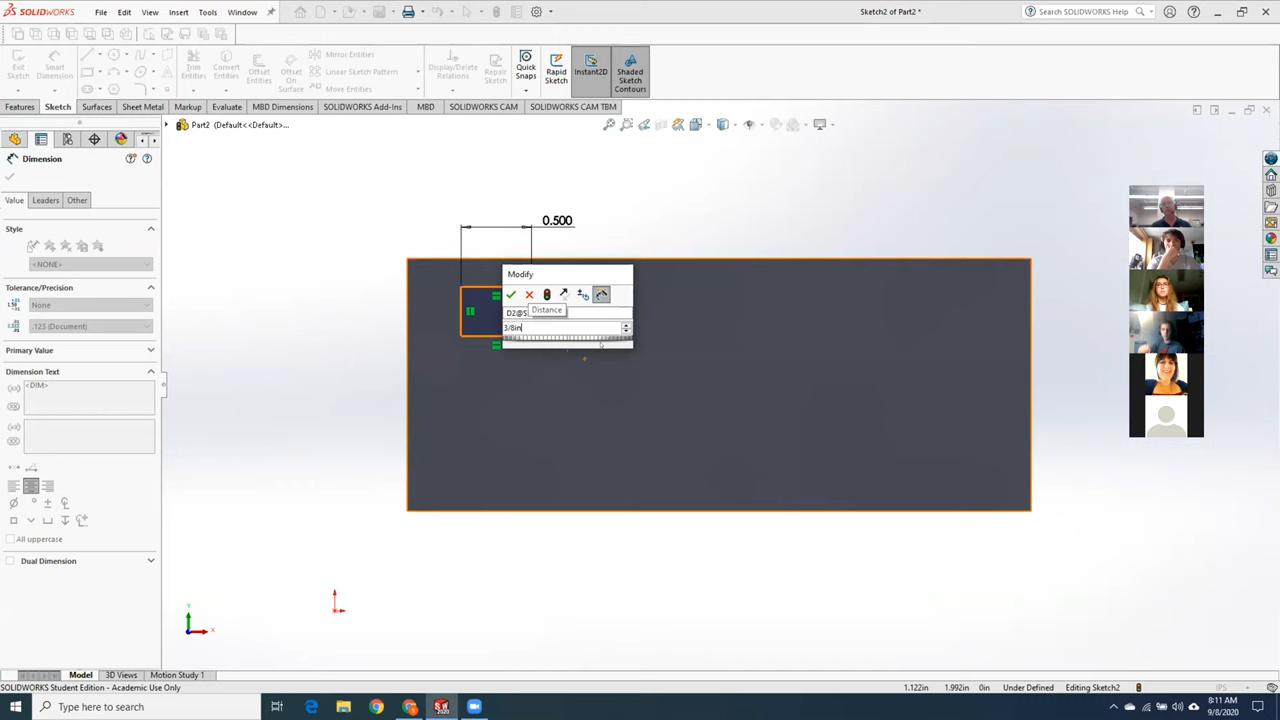 SOLIDWORKS
File
Edit
View
Insert
Tools
Window
Sketch2 of Part2 *
Search SOLIDWORKS Help
Exit
Sketch
Smart
Dimension
Trim
Entities
Convert
Entities
Offset
Entities
Offset
On
Surface
Mirror Entities
Linear Sketch Pattern
Move Entities
Display/Delete
Relations
Repair
Sketch
Quick
Snaps
Rapid
Sketch
Instant2D
Shaded
Sketch
Contours
Features
Sketch
Surfaces
Sheet Metal
Markup
Evaluate
MBD Dimensions
SOLIDWORKS Add-Ins
MBD
SOLIDWORKS CAM
SOLIDWORKS CAM TBM
Part2 (Default<<Default>...
Dimension
Value
Leaders
Other
Style
<NONE>
Tolerance/Precision
None
.123 (Document)
Primary Value
Dimension Text
<DIM>
All uppercase
Dual Dimension
0.500
Modify
D2@S
Distance
3/8in
Y
X
Model
3D Views
Motion Study 1
SOLIDWORKS Student Edition - Academic Use Only
1.122in
1.992in
0in
Under Defined
Editing Sketch2
IPS
Type here to search
8:11 AM
9/8/2020